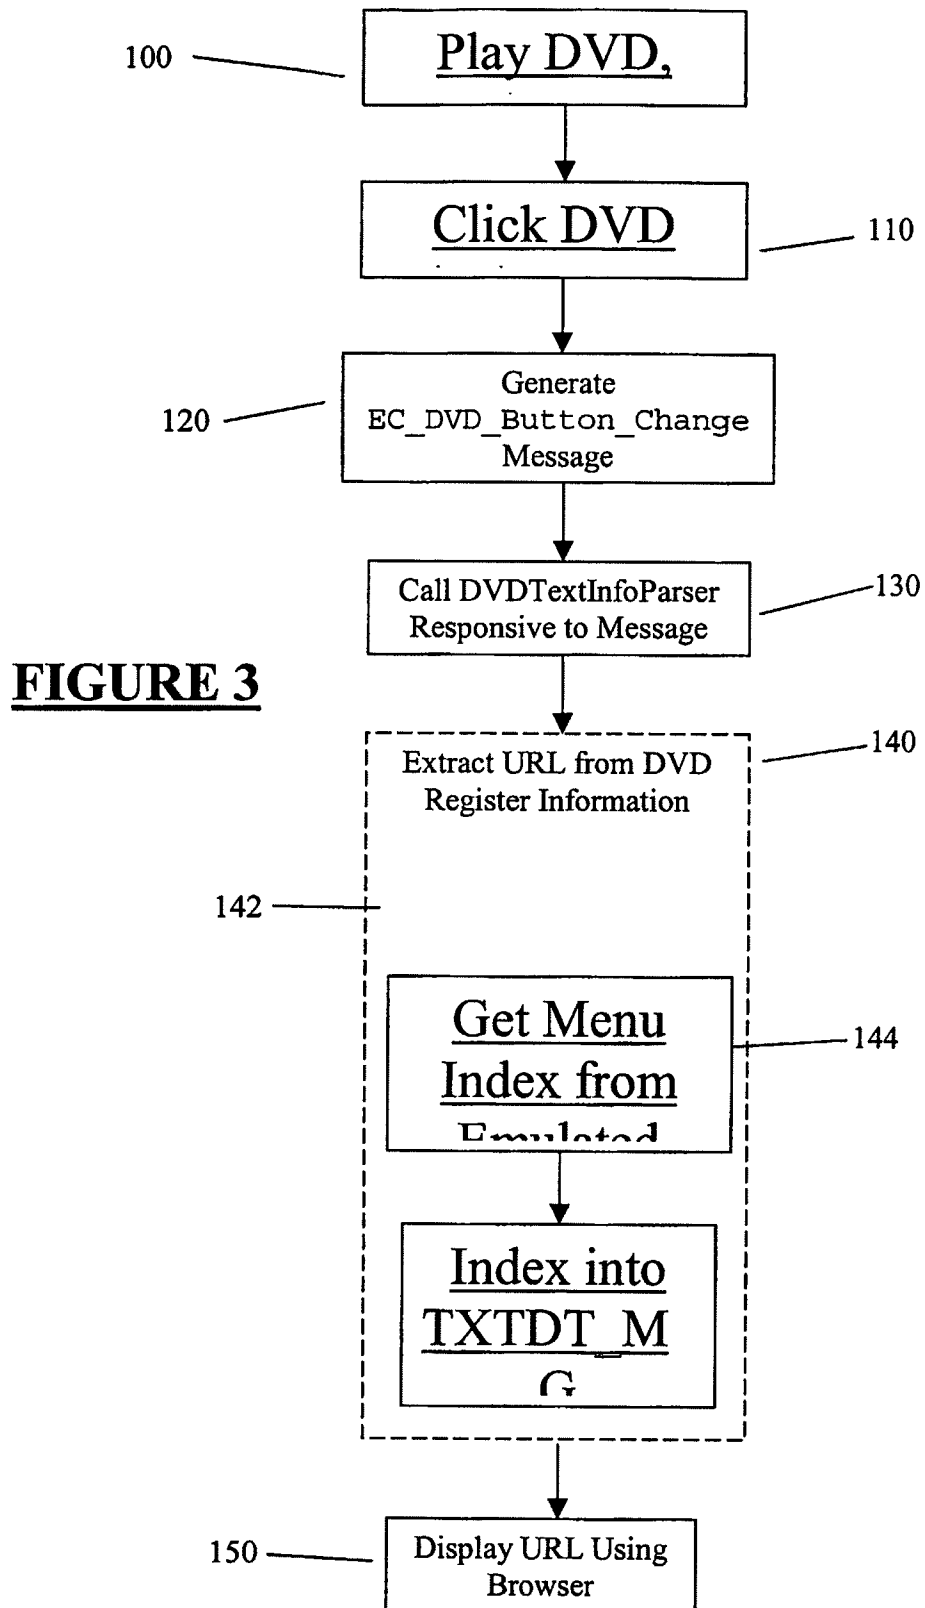 100
Play DVD,
Click DVD
110
120
Generate
EC_DVD_Button_Change
Message
Call DVDTextInfoParser
Responsive to Message
130
FIGURE 3
140
Extract URL from DVD
Register Information
142
Get Menu
Index from
Emulated
144
Index into
TXTDT_M
G
150
Display URL Using
Browser